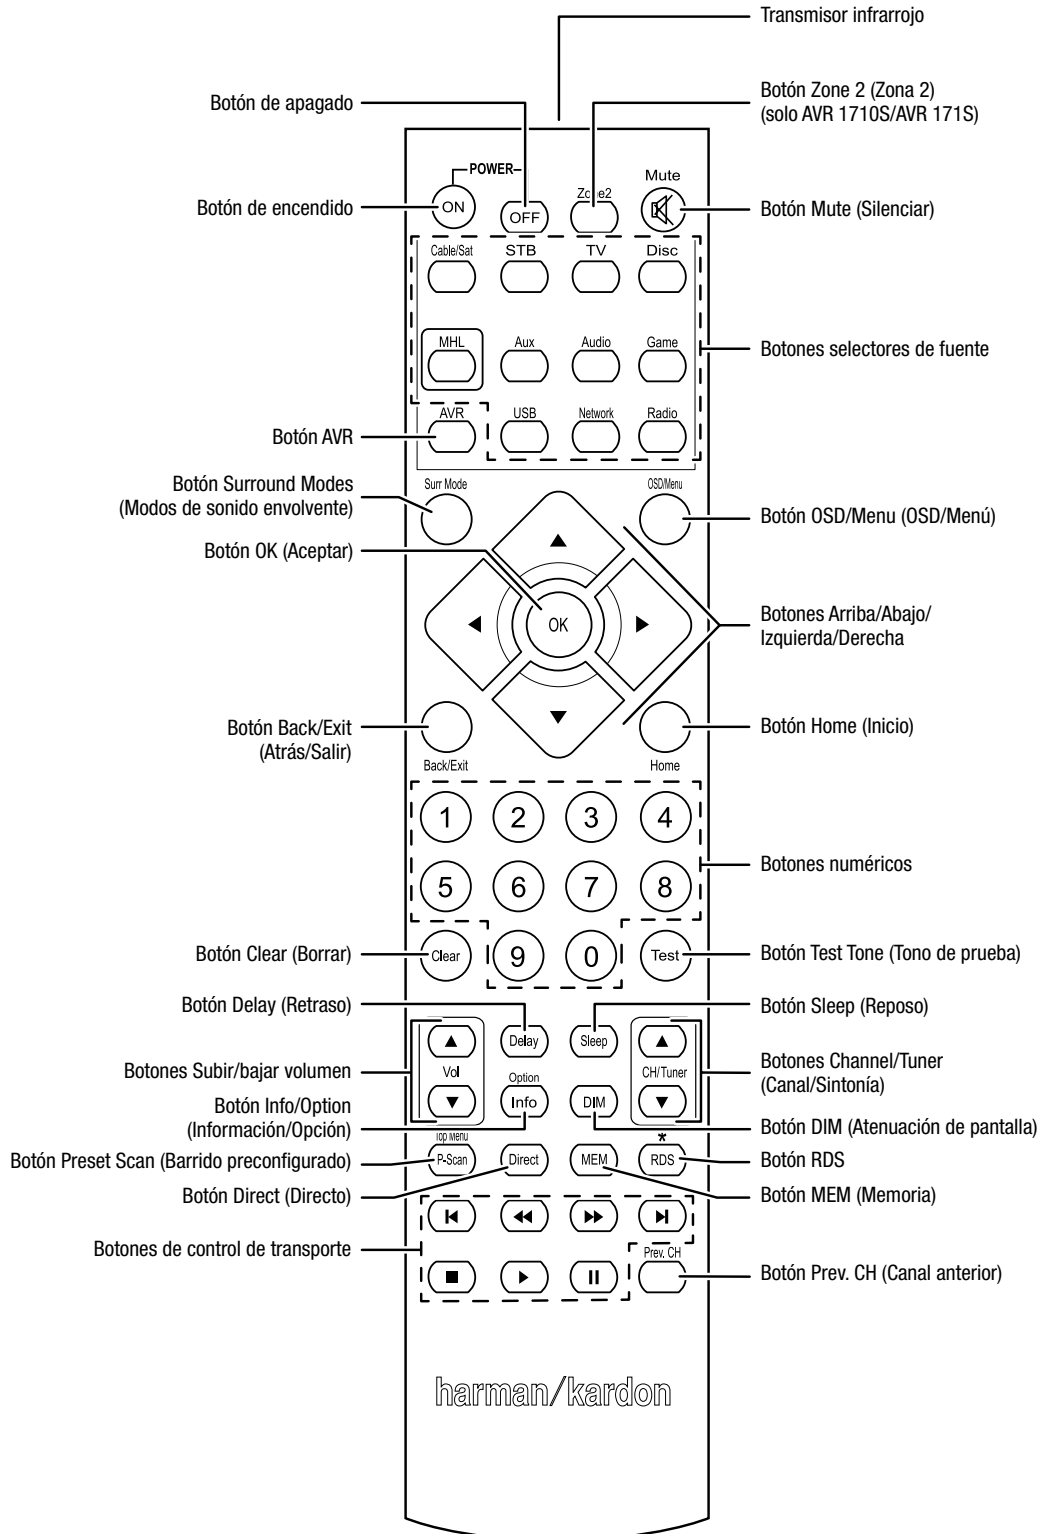 Transmisor infrarrojo
Botón de apagado
Botón Zone 2 (Zona 2)
(solo AVR 1710S/AVR 171S)
POWER
Zone2
Mute
Botón de encendido
ON
OFF
Botón Mute (Silenciar)
Cable/Sat
STB
TV
Disc
MHL
Aux
Audio
Game
Botones selectores de fuente
AVR
USB
Network
Radio
Botón AVR
Botón Surround Modes
(Modos de sonido envolvente)
Surr Mode
OSD/Menu
Botón OSD/Menu (OSD/Menú)
Botón OK (Aceptar)
OK
Botones Arriba/Abajo/
Izquierda/Derecha
Botón Back/Exit
(Atrás/Salir)
Botón Home (Inicio)
Back/Exit
Home
1
2
3
4
5
6
7
8
Botones numéricos
Botón Clear (Borrar)
Clear
9
0
Test
Botón Test Tone (Tono de prueba)
Botón Delay (Retraso)
Botón Sleep (Reposo)
Delay
Sleep
Botones Subir/bajar volumen
Vol
CH/Tuner
Botones Channel/Tuner
(Canal/Sintonía)
Botón Info/Option
(Información/Opción)
Option
Info
DIM
Botón DIM (Atenuación de pantalla)
Top Menu
*
Botón Preset Scan (Barrido preconfigurado)
P-Scan
Direct
MEM
RDS
Botón RDS
Botón Direct (Directo)
Botón MEM (Memoria)
Botones de control de transporte
Prev. CH
Botón Prev. CH (Canal anterior)
harman/kardon